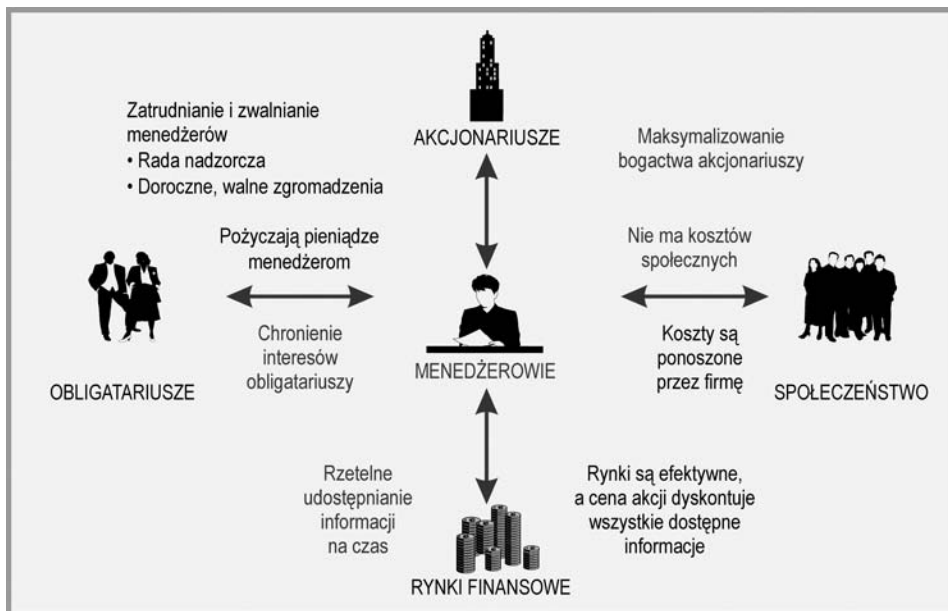 Zatrudnianie i zwalnianie
menedżerów
• Rada nadzorcza
• Doroczne, walne zgromadzenia
AKCJONARIUSZE
Maksymalizowanie
bogactwa akcjonariuszy
Pożyczają pieniądze
menedżerom
Nie ma kosztów
społecznych
Chronienie
interesów
obligatariuszy
Koszty są
ponoszone
przez firmę
OBLIGATARIUSZE
MENEDŻEROWIE
SPOŁECZEŃSTWO
Rzetelne
udostępnianie
informacji
na czas
Rynki są efektywne,
a cena akcji dyskontuje
wszystkie dostępne
informacje
RYNKI FINANSOWE